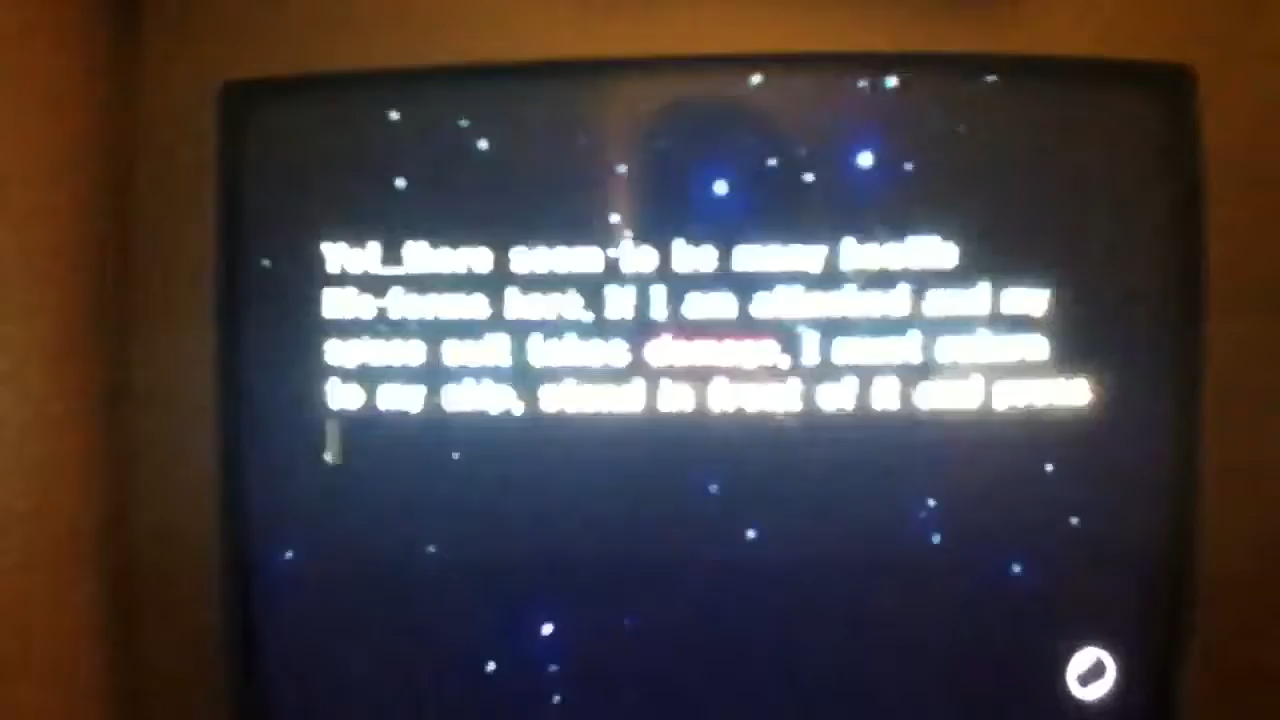 Yet...there seem to be many hostile
life-forms here. If I am attacked and my
space suit takes damage, I must return
to my ship, stand in front of it and press